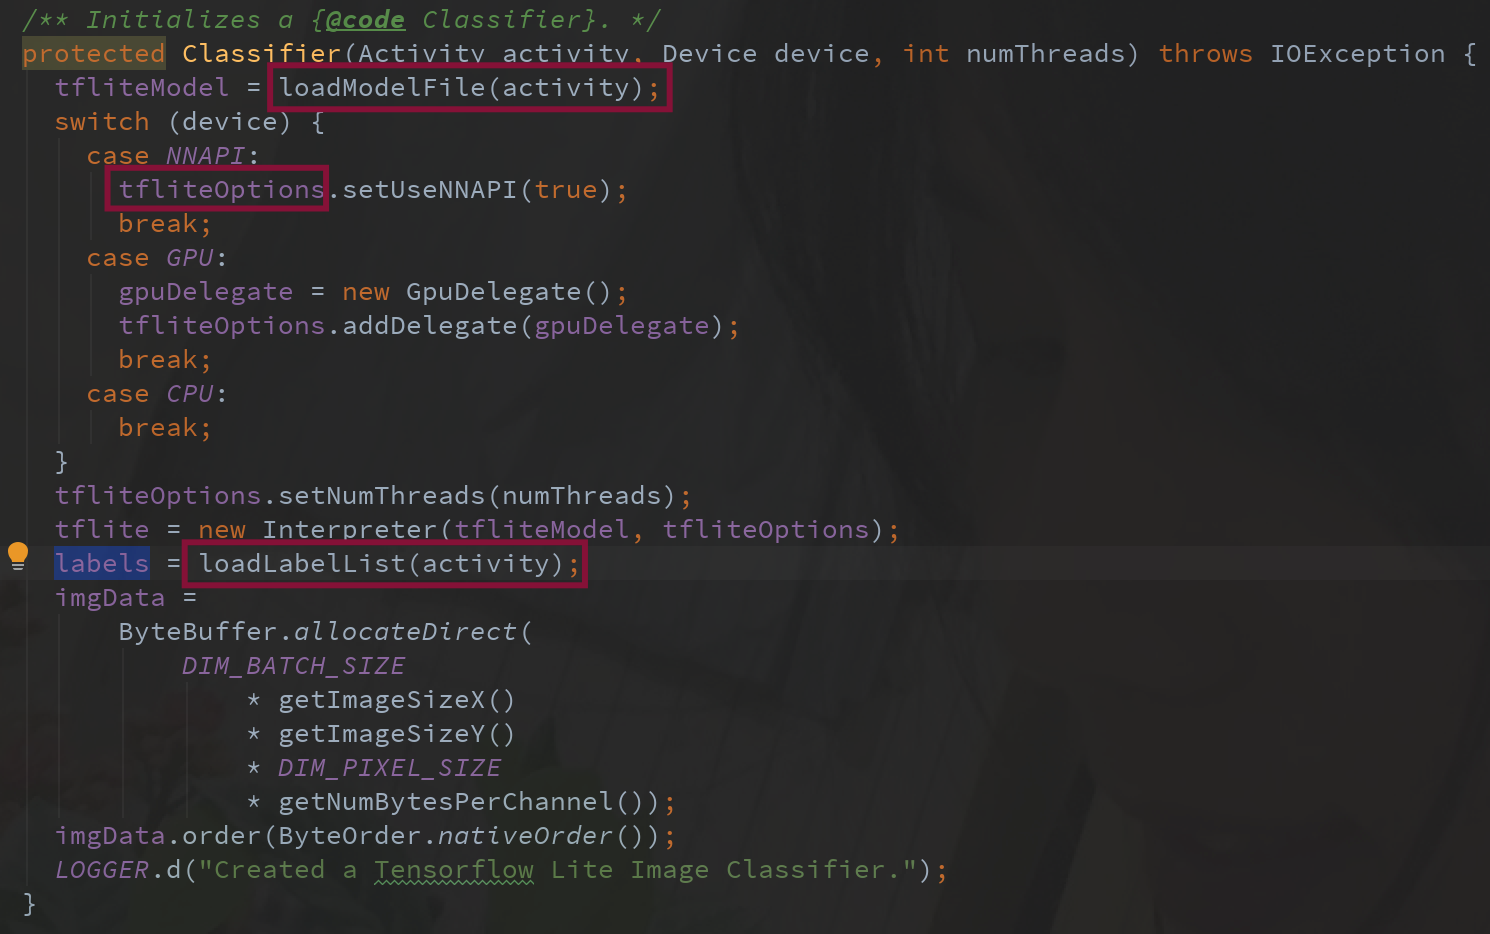 /** Initializes a {@code Classifier}. */
protected Classifier(Activity activity, Device device, int numThreads) throws IOException {
tfliteModel = loadModelFile(activity);
switch (device) {
case NNAPI:
tfliteOptions.setUseNNAPI(true);
break;
case GPU:
gpuDelegate = new GpuDelegate();
tfliteOptions.addDelegate(gpuDelegate);
break;
case CPU:
break;
}
tfliteOptions.setNumThreads(numThreads);
tflite = new Interpreter(tfliteModel, tfliteOptions);
labels = loadLabelList(activity);
imgData =
ByteBuffer.allocateDirect(
DIM_BATCH_SIZE
* getImageSizeX()
* getImageSizeY()
* DIM_PIXEL_SIZE
* getNumBytesPerChannel());
imgData.order(ByteOrder.nativeOrder());
LOGGER.d("Created a Tensorflow Lite Image Classifier.");
}